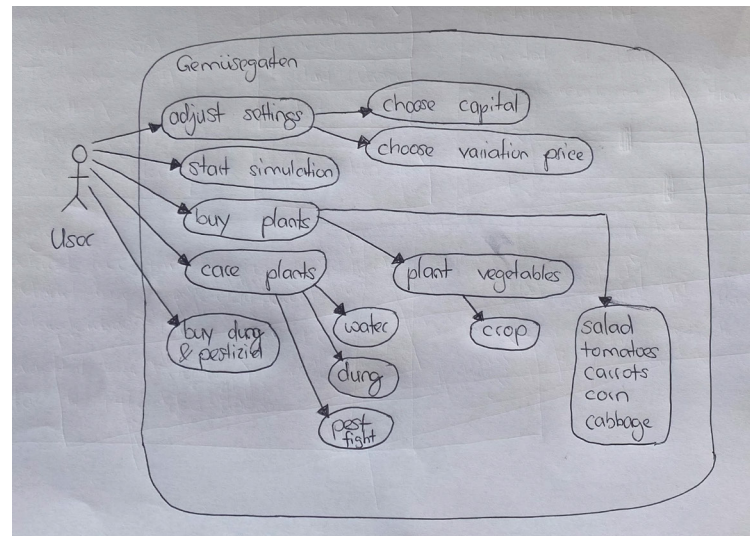 Gemüsegarten
adjust settings
choose capital
choose variation price
start simulation
User
buy plants
care plants
plant vegetables
buy dung
& pestizid
water
crop
dung
pest
fight
salad
tomatoes
carrots
corn
cabbage